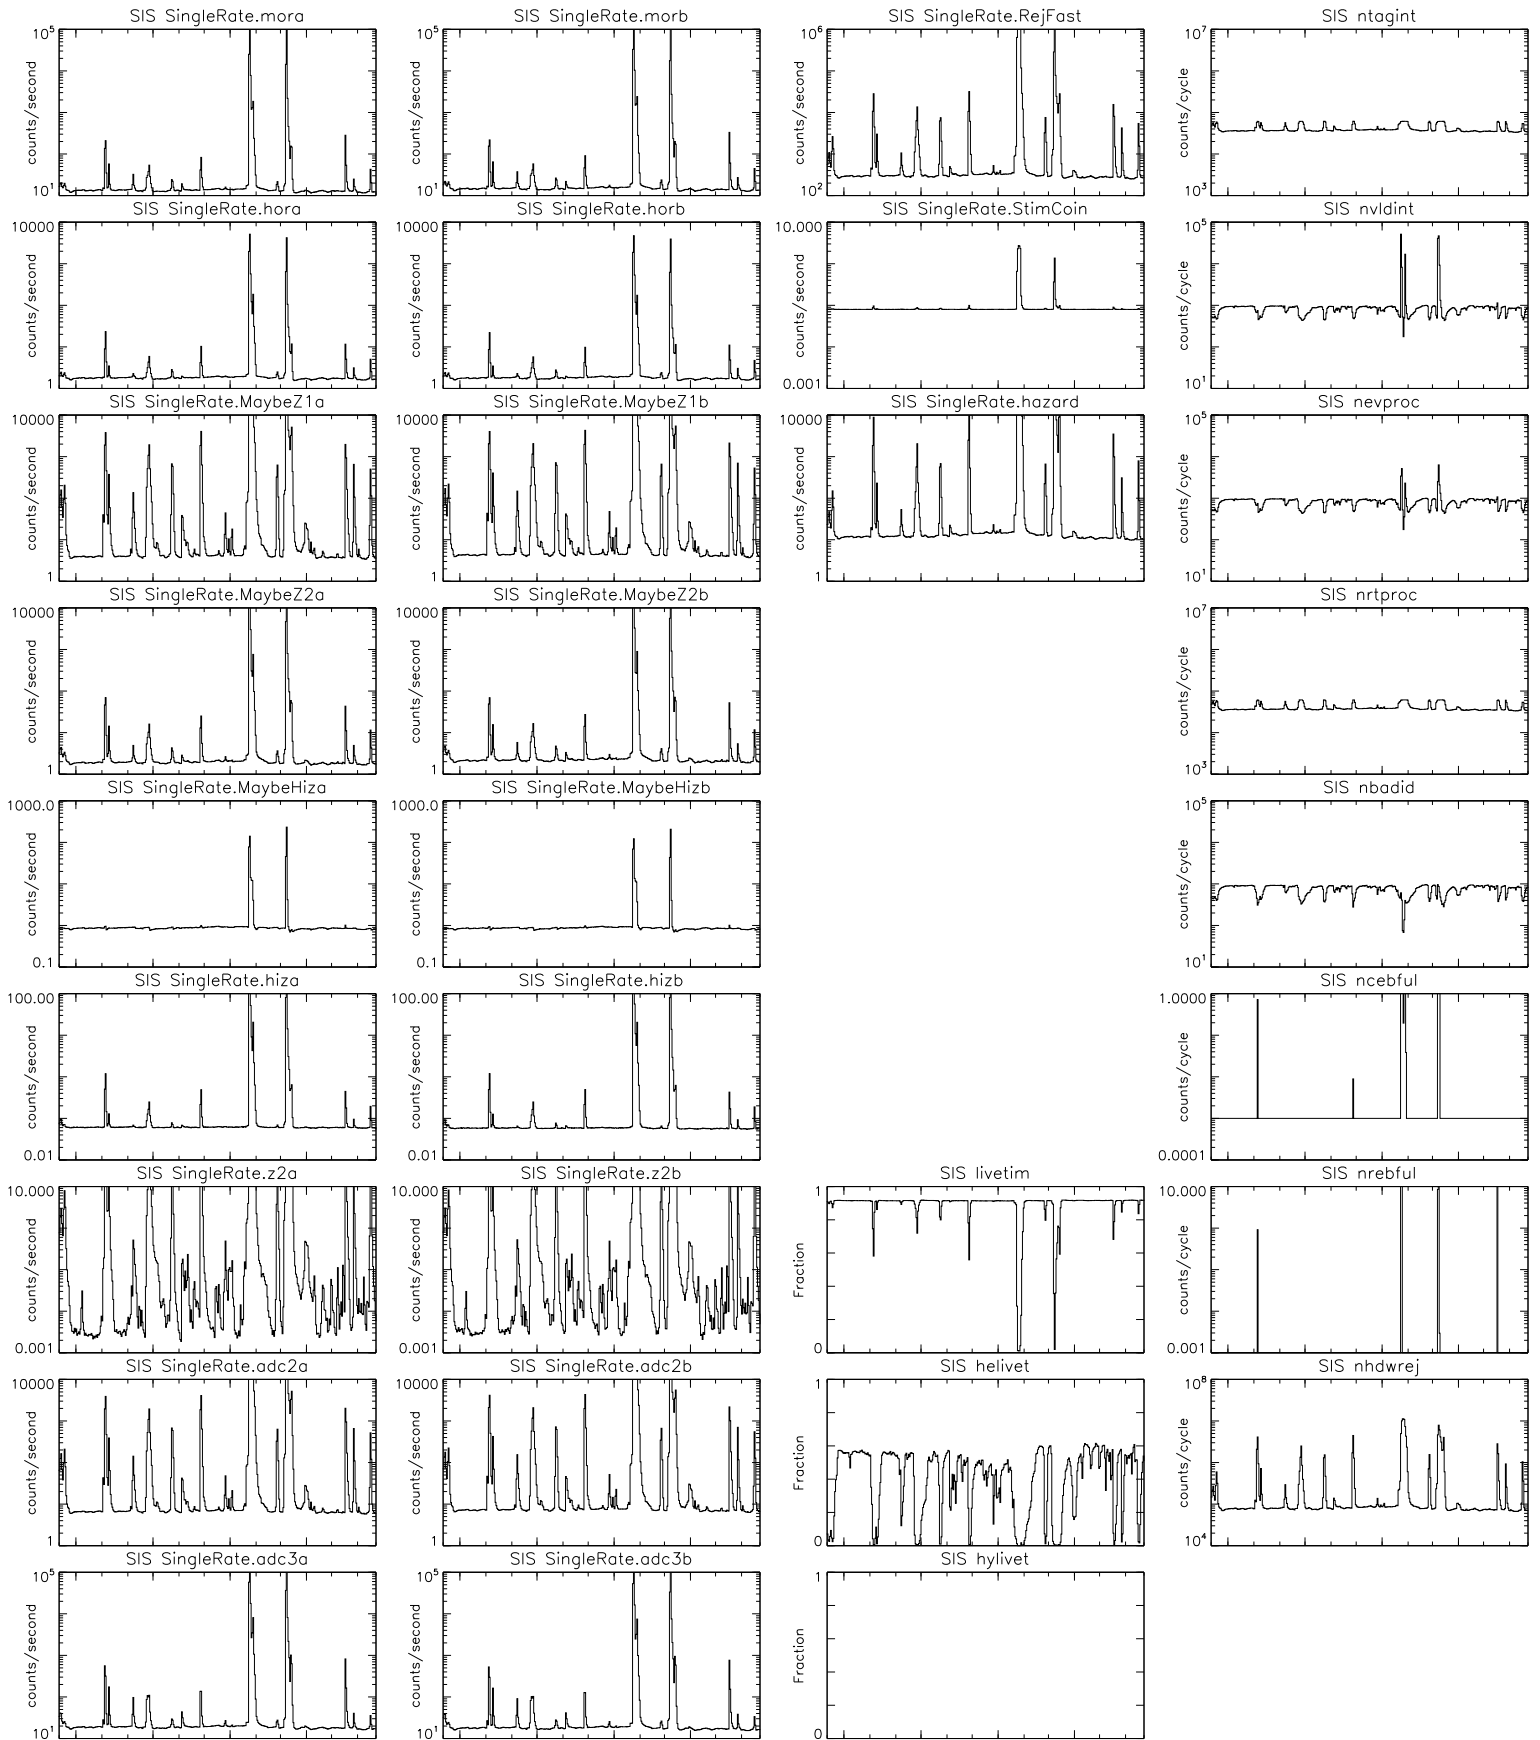 SIS SingleRate.mora SIS SingleRate.morb SIS SingleRate.RejFast SIS ntagint
10^5 10^5 10^6 10^7
counts/second counts/second counts/second counts/cycle
10^1 10^1 10^2 10^3
SIS SingleRate.hora SIS SingleRate.horb SIS SingleRate.StimCoin SIS nvldint
10000 10000 10.000 10^5
counts/second counts/second counts/second counts/cycle
1 1 0.001 10^1
SIS SingleRate.MaybeZ1a SIS SingleRate.MaybeZ1b SIS SingleRate.hazard SIS nevproc
10000 10000 10000 10^5
counts/second counts/second counts/second counts/cycle
1 1 1 10^1
SIS SingleRate.MaybeZ2a SIS SingleRate.MaybeZ2b SIS nrtproc
10000 10000 10^7
counts/second counts/second counts/cycle
1 1 10^3
SIS SingleRate.MaybeHiza SIS SingleRate.MaybeHizb SIS nbadid
1000.0 1000.0 10^5
counts/second counts/second counts/cycle
0.1 0.1 10^1
SIS SingleRate.hiza SIS SingleRate.hizb SIS ncebful
100.00 100.00 1.0000
counts/second counts/second counts/cycle
0.01 0.01 0.0001
SIS SingleRate.z2a SIS SingleRate.z2b SIS livetim SIS nrebful
10.000 10.000 1 10.000
counts/second counts/second Fraction counts/cycle
0.001 0.001 0 0.001
SIS SingleRate.adc2a SIS SingleRate.adc2b SIS helivet SIS nhdwrej
10000 10000 1 10^8
counts/second counts/second Fraction counts/cycle
1 1 0 10^4
SIS SingleRate.adc3a SIS SingleRate.adc3b SIS hylivet
10^5 10^5 1
counts/second counts/second Fraction
10^1 10^1 0